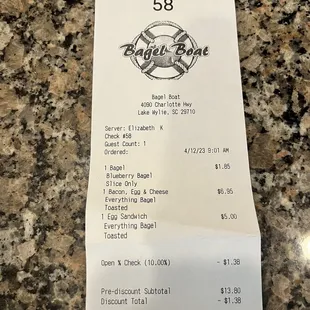 58
Bagel Boat
Bagel Boat
4090 Charlotte Hwy
Lake Wylie, SC 29710
Server: Elizabeth K
Check #58
Guest Count: 1
Ordered: 4/12/23 9:01 AM
1 Bagel $1.85
Blueberry Bagel
Slice Only
1 Bacon, Egg & Cheese $6.95
Everything Bagel
Toasted
1 Egg Sandwich $5.00
Everything Bagel
Toasted
Open % Check (10.00%) - $1.38
Pre-discount Subtotal $13.80
Discount Total - $1.38